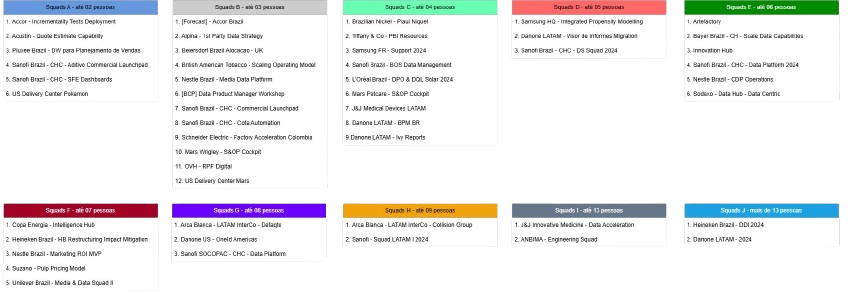 Squads A - até 02 pessoas
1. Accor - Incrementality Tests Deployment
2. Acustin - Quote Estimate Capability
3. Pluxee Brazil - DW para Planejamento de Vendas
4. Sanofi Brazil - CHC - Aditivo Commercial Launchpad
5. Sanofi Brazil - CHC - SFE Dashboards
6. US Delivery Center Pokemon
Squads B - até 03 pessoas
1. [Forecast] - Accor Brazil
2. Alpina - 1st Party Data Strategy
3. Beiersdorf Brazil Alocacao - UK
4. British American Tobacco - Scaling Operating Model
5. Nestle Brazil - Media Data Platform
6. [BCP] Data Product Manager Workshop
7. Sanofi Brazil - CHC - Commercial Launchpad
8. Sanofi Brazil - CHC - Cota Automation
9. Schneider Electric - Factory Acceleration Colombia
10. Mars Wrigley - S&OP Cockpit
11. OVH - RPF Digital
12. US Delivery Center Mars
Squads C - até 04 pessoas
1. Brazilian Nickel - Piaui Niquel
2. Tiffany & Co - PBI Resources
3. Samsung FR - Support 2024
4. Sanofi Brazil - BOS Data Management
5. L'Oréal Brazil - DPO & DQL Solar 2024
6. Mars Petcare - S&OP Cockpit
7. J&J Medical Devices LATAM
8. Danone LATAM - BPM BR
9.Danone LATAM - Ivy Reports
Squads D - até 05 pessoas
1. Samsung HQ - Integrated Propensity Modelling
2. Danone LATAM - Visor de Informes Migration
3. Sanofi Brazil - CHC - DS Squad 2024
Squads E - até 06 pessoas
1. Artefactory
2. Bayer Brazil - CH - Scale Data Capabilities
3. Innovation Hub
4. Sanofi Brazil - CHC - Data Platform 2024
5. Nestle Brazil - CDP Operations
6. Sodexo - Data Hub - Data Centric
Squads F - até 07 pessoas
1. Copa Energia - Intelligence Hub
2. Heineken Brazil - HB Restructuring Impact Mitigation
3. Nestle Brazil - Marketing ROI MVP
4. Suzano - Pulp Pricing Model
5. Unilever Brazil - Media & Data Squad II
Squads G - até 08 pessoas
1. Arca Bianca - LATAM InterCo - Defaqto
2. Danone US - OneId Americas
3. Sanofi SOCOPAC - CHC - Data Platform
Squads H - até 09 pessoas
1. Arca Bianca - LATAM InterCo - Collision Group
2. Sanofi - Squad LATAM I 2024
Squads I - até 13 pessoas
1. J&J Innovative Medicine - Data Acceleration
2. ANBIMA - Engineering Squad
Squads J - mais de 13 pessoas
1. Heineken Brazil - DDI 2024
2. Danone LATAM - 2024